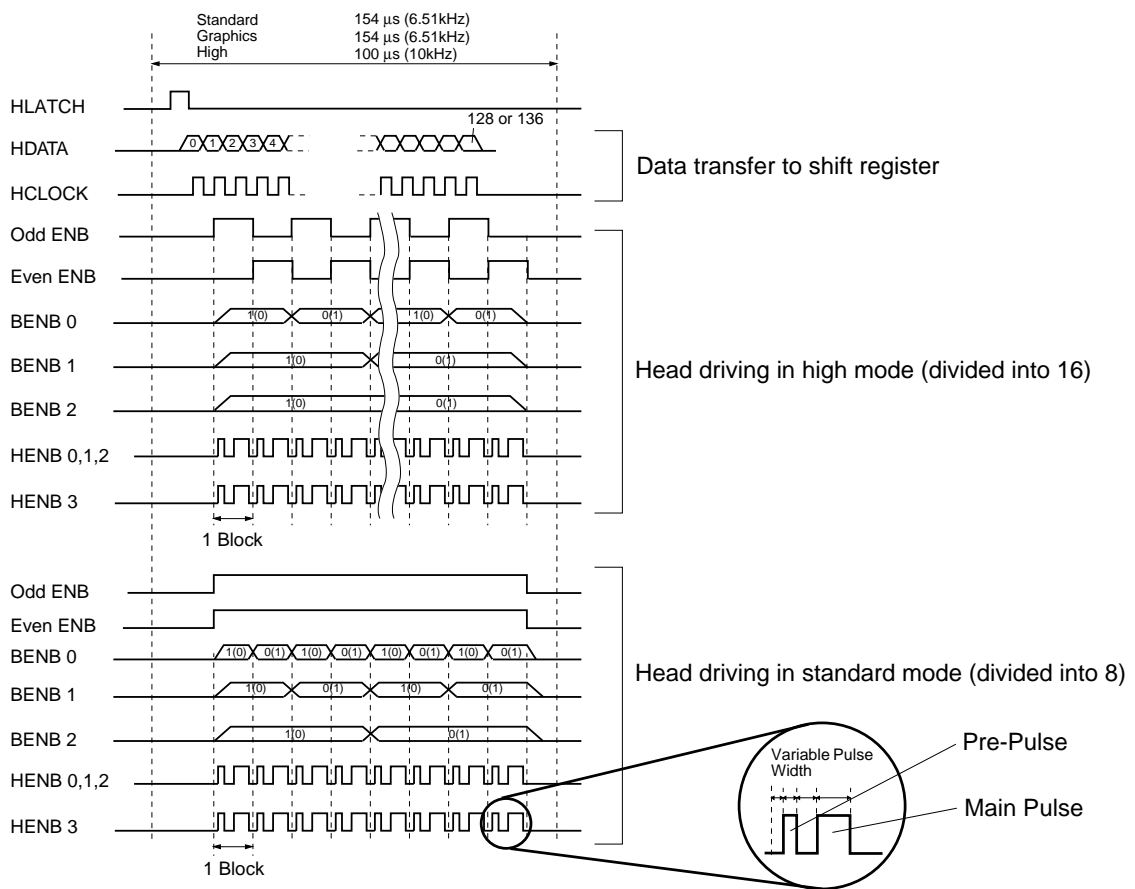 Standard 154 μs (6.51kHz)
Graphics 154 μs (6.51kHz)
High 100 μs (10kHz)
HLATCH
128 or 136
HDATA 0 1 2 3 4
Data transfer to shift register
HCLOCK
Odd ENB
Even ENB
BENB 0 1(0) 0(1) 1(0) 0(1)
BENB 1 1(0) 0(1)
Head driving in high mode (divided into 16)
BENB 2 1(0) 0(1)
HENB 0,1,2
HENB 3
1 Block
Odd ENB
Even ENB
BENB 0 1(0) 0(1) 1(0) 0(1) 1(0) 0(1) 1(0) 0(1)
Head driving in standard mode (divided into 8)
BENB 1 1(0) 0(1) 1(0) 0(1)
BENB 2 1(0) 0(1)
Pre-Pulse
Variable Pulse
Width
HENB 0,1,2
Main Pulse
HENB 3
1 Block